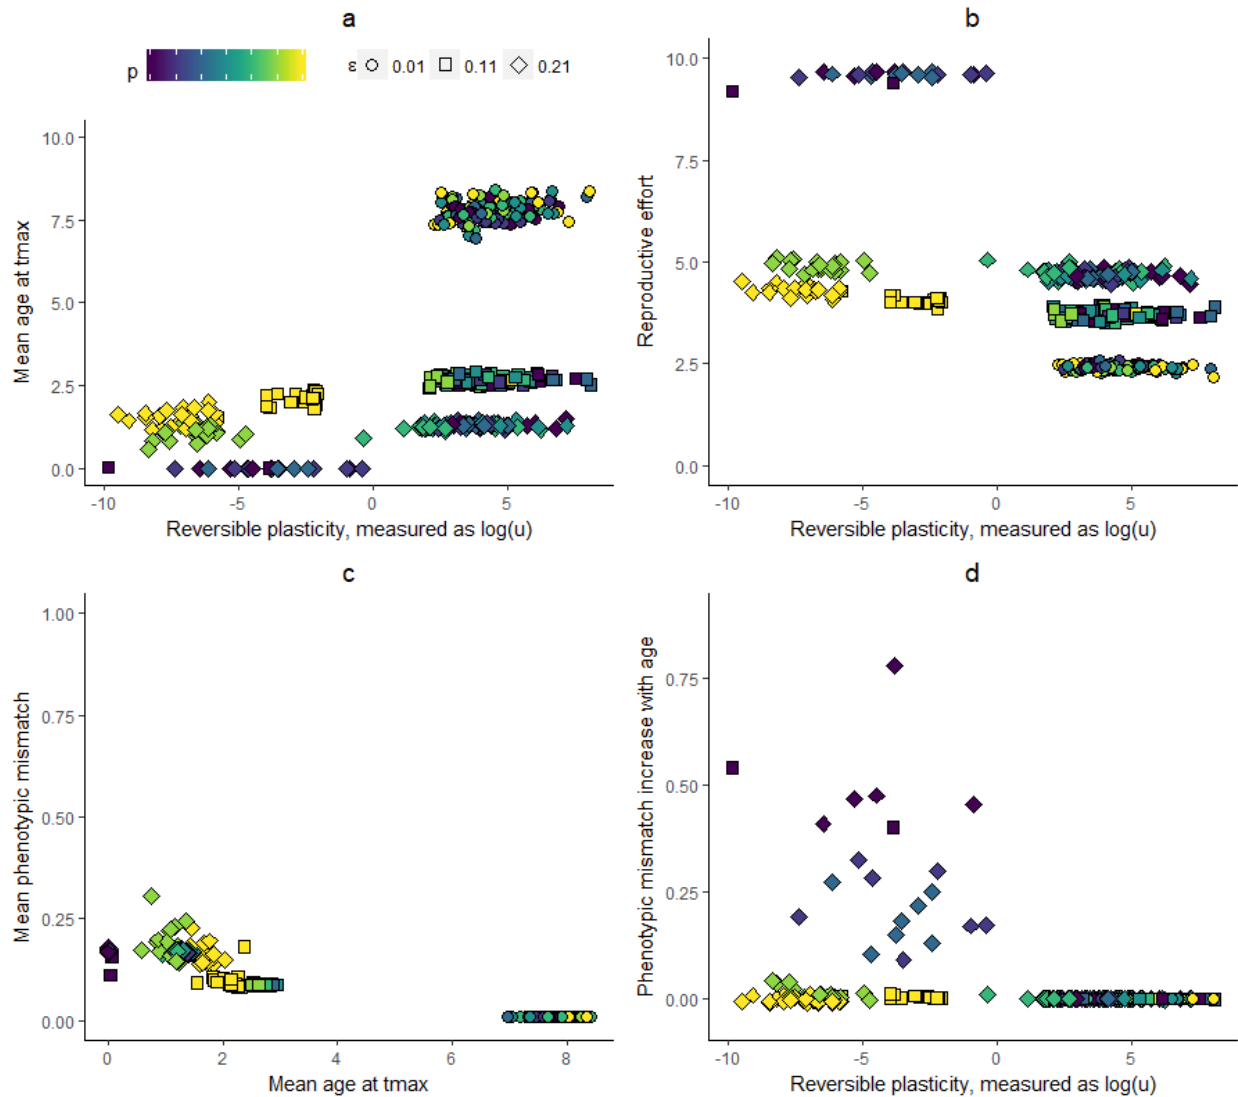 a
p
ε 0.01 0.11 0.21
Mean age at tmax
10.0
7.5
5.0
2.5
0.0
-10 -5 0 5
Reversible plasticity, measured as log(u)
b
Reproductive effort
10.0
7.5
5.0
2.5
0.0
-10 -5 0 5
Reversible plasticity, measured as log(u)
c
Mean phenotypic mismatch
1.00
0.75
0.50
0.25
0.00
0 2 4 6 8
Mean age at tmax
d
Phenotypic mismatch increase with age
0.75
0.50
0.25
0.00
-10 -5 0 5
Reversible plasticity, measured as log(u)